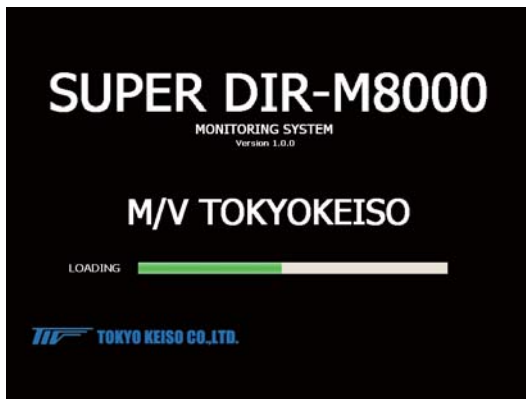 SUPER DIR-M8000
MONITORING SYSTEM
Version 1.0.0
M/V TOKYOKEISO
LOADING
TOKYO KEISO CO.,LTD.